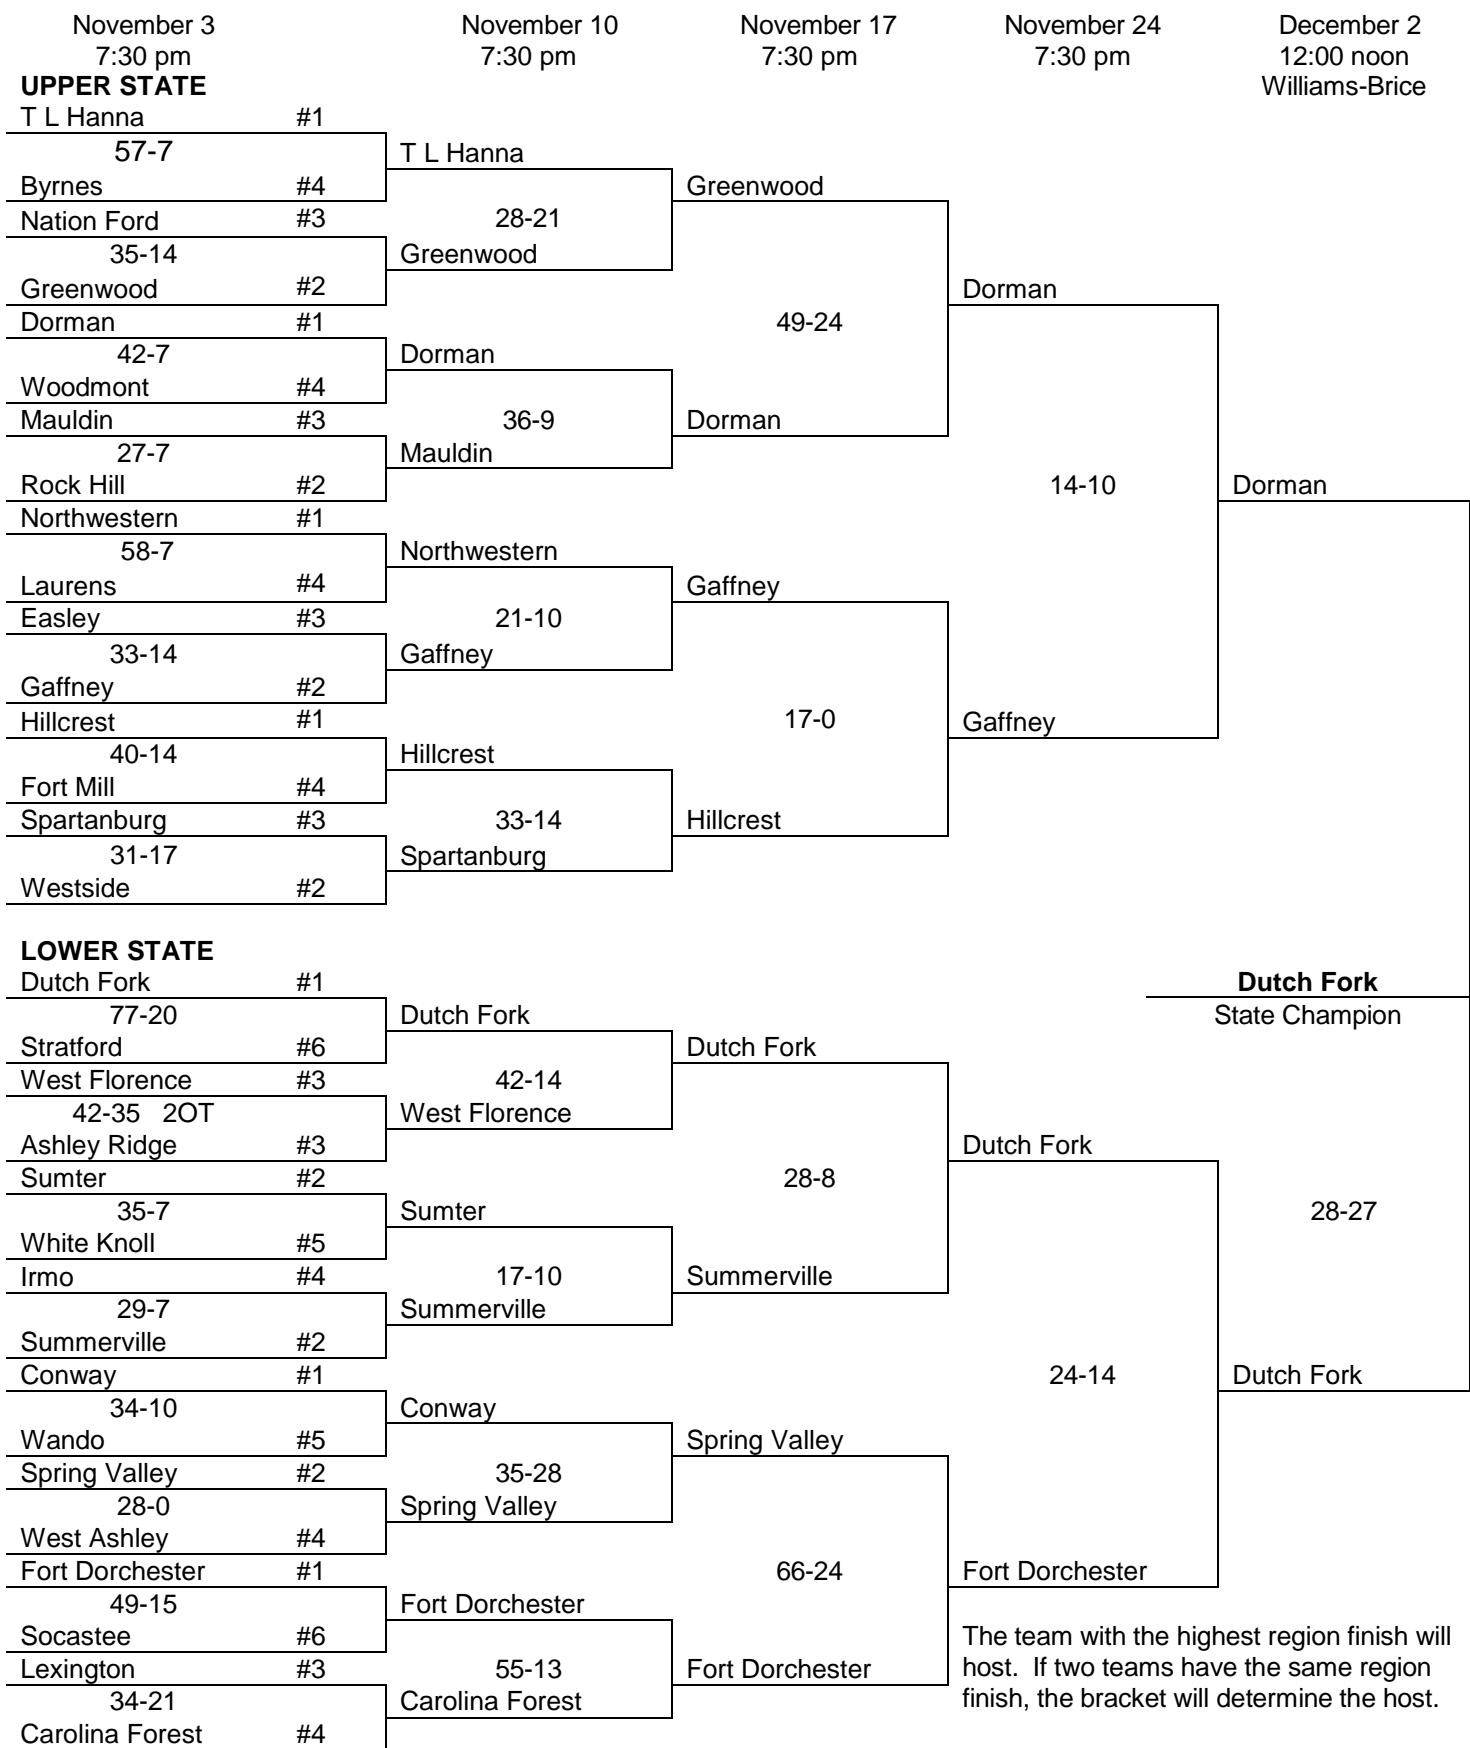 November 3 November 10 November 17 November 24 December 2
7:30 pm 7:30 pm 7:30 pm 7:30 pm 12:00 noon
UPPER STATE Williams-Brice
T L Hanna #1
57-7 T L Hanna
Byrnes #4 Greenwood
Nation Ford #3 28-21
35-14 Greenwood
Greenwood #2 Dorman
Dorman #1 49-24
42-7 Dorman
Woodmont #4
Mauldin #3 36-9 Dorman
27-7 Mauldin
Rock Hill #2 14-10 Dorman
Northwestern #1
58-7 Northwestern
Laurens #4 Gaffney
Easley #3 21-10
33-14 Gaffney
Gaffney #2
Hillcrest #1 17-0 Gaffney
40-14 Hillcrest
Fort Mill #4
Spartanburg #3 33-14 Hillcrest
31-17 Spartanburg
Westside #2
LOWER STATE
Dutch Fork #1 Dutch Fork
77-20 Dutch Fork State Champion
Stratford #6 Dutch Fork
West Florence #3 42-14
42-35 2OT West Florence
Ashley Ridge #3 Dutch Fork
Sumter #2 28-8
35-7 Sumter 28-27
White Knoll #5
Irmo #4 17-10 Summerville
29-7 Summerville
Summerville #2
Conway #1 24-14 Dutch Fork
34-10 Conway
Wando #5 Spring Valley
Spring Valley #2 35-28
28-0 Spring Valley
West Ashley #4
Fort Dorchester #1 66-24 Fort Dorchester
49-15 Fort Dorchester
Socastee #6 The team with the highest region finish will
Lexington #3 55-13 Fort Dorchester host. If two teams have the same region
34-21 Carolina Forest finish, the bracket will determine the host.
Carolina Forest #4